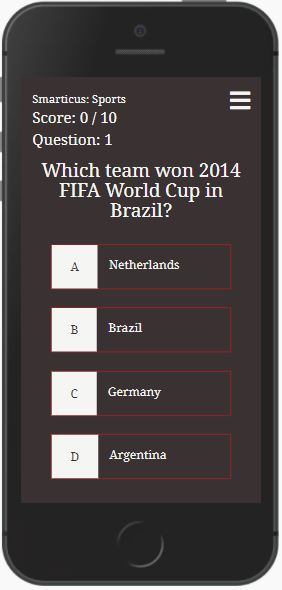 Smarticus: Sports
Score: 0 / 10
Question: 1
Which team won 2014
FIFA World Cup in
Brazil?
A Netherlands
B Brazil
C Germany
D Argentina